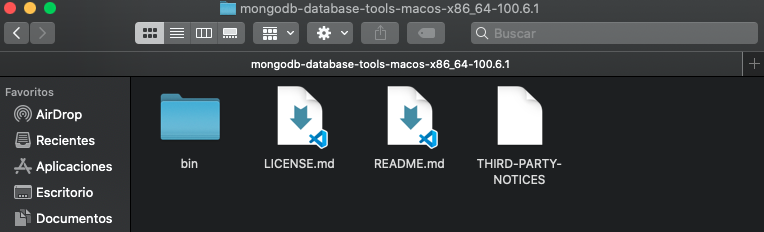 mongodb-database-tools-macos-x86_64-100.6.1
Buscar
mongodb-database-tools-macos-x86_64-100.6.1
Favoritos
AirDrop
Recientes
Aplicaciones
Escritorio
Documentos
bin
LICENSE.md
README.md
THIRD-PARTY-
NOTICES